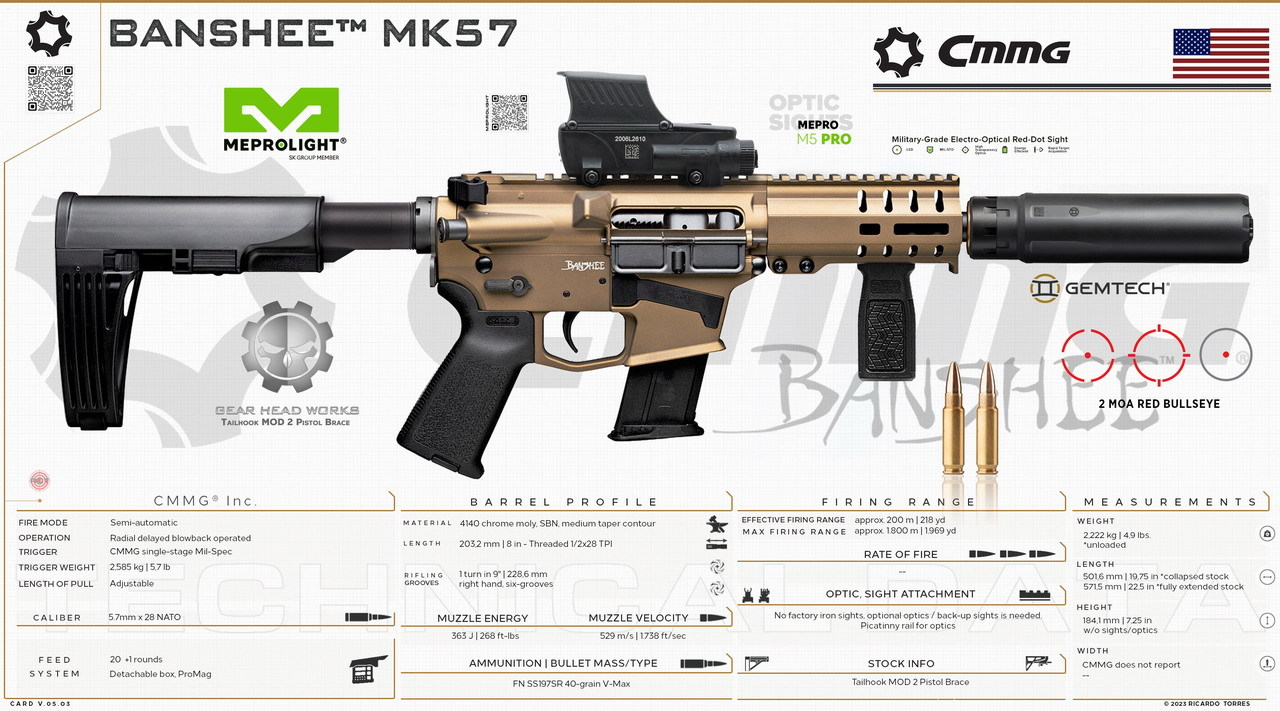 BANSHEE™ MK57
CMMG
MEPROLIGHT®
SK GROUP MEMBER
MEPROLIGHT
2006L2610
OPTIC
SIGHTS
MEPRO
M5 PRO
Military-Grade Electro-Optical Red-Dot Sight
LED
BANSHEE
GEMTECH®
GEAR HEAD WORKS
TAILHOOK MOD 2 PISTOL BRACE
CMMG
BANSHEE™
®
2 MOA RED BULLSEYE
TECHNICAL DATA
CMMG® Inc.
FIRE MODE Semi-automatic
OPERATION Radial delayed blowback operated
TRIGGER CMMG single-stage Mil-Spec
TRIGGER WEIGHT 2,585 kg | 5,7 lb
LENGTH OF PULL Adjustable
CALIBER 5.7mm x 28 NATO
FEED SYSTEM
20 +1 rounds
Detachable box, ProMag
BARREL PROFILE
MATERIAL 4140 chrome moly, SBN, medium taper contour
LENGTH 203,2 mm | 8 in - Threaded 1/2x28 TPI
RIFLING GROOVES
1 turn in 9" | 228,6 mm
right hand, six-grooves
MUZZLE ENERGY MUZZLE VELOCITY
363 J | 268 ft-lbs 529 m/s | 1.738 ft/sec
AMMUNITION | BULLET MASS/TYPE
FN SS197SR 40-grain V-Max
FIRING RANGE
EFFECTIVE FIRING RANGE approx. 200 m | 218 yd
MAX FIRING RANGE approx. 1.800 m | 1.969 yd
RATE OF FIRE
--
OPTIC, SIGHT ATTACHMENT
No factory iron sights, optional optics / back-up sights is needed.
Picatinny rail for optics
STOCK INFO
Tailhook MOD 2 Pistol Brace
MEASUREMENTS
WEIGHT
2,222 kg | 4,9 lbs.
*unloaded
LENGTH
501,6 mm | 19,75 in *collapsed stock
571,5 mm | 22.5 in *fully extended stock
HEIGHT
184,1 mm | 7,25 in
w/o sights/optics
WIDTH
CMMG does not report
--
CARD V.05.03
© 2023 RICARDO TORRES